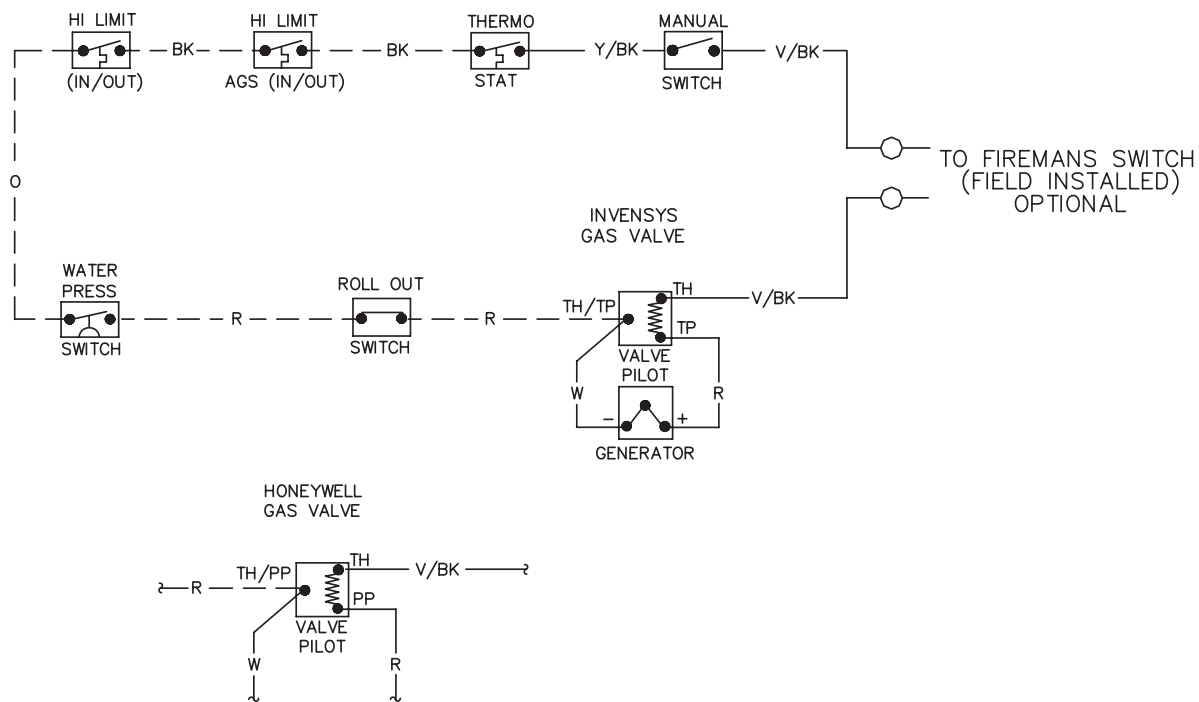 HI LIMIT
HI LIMIT
THERMO
MANUAL
BK
BK
Y/BK
V/BK
(IN/OUT)
AGS (IN/OUT)
STAT
SWITCH
TO FIREMANS SWITCH
(FIELD INSTALLED)
OPTIONAL
O
INVENSYS
GAS VALVE
WATER
PRESS
ROLL OUT
TH/TP
TH
V/BK
R
R
TP
SWITCH
SWITCH
VALVE
PILOT
W
R
-
+
GENERATOR
HONEYWELL
GAS VALVE
TH
V/BK
TH/PP
R
PP
VALVE
PILOT
W
R